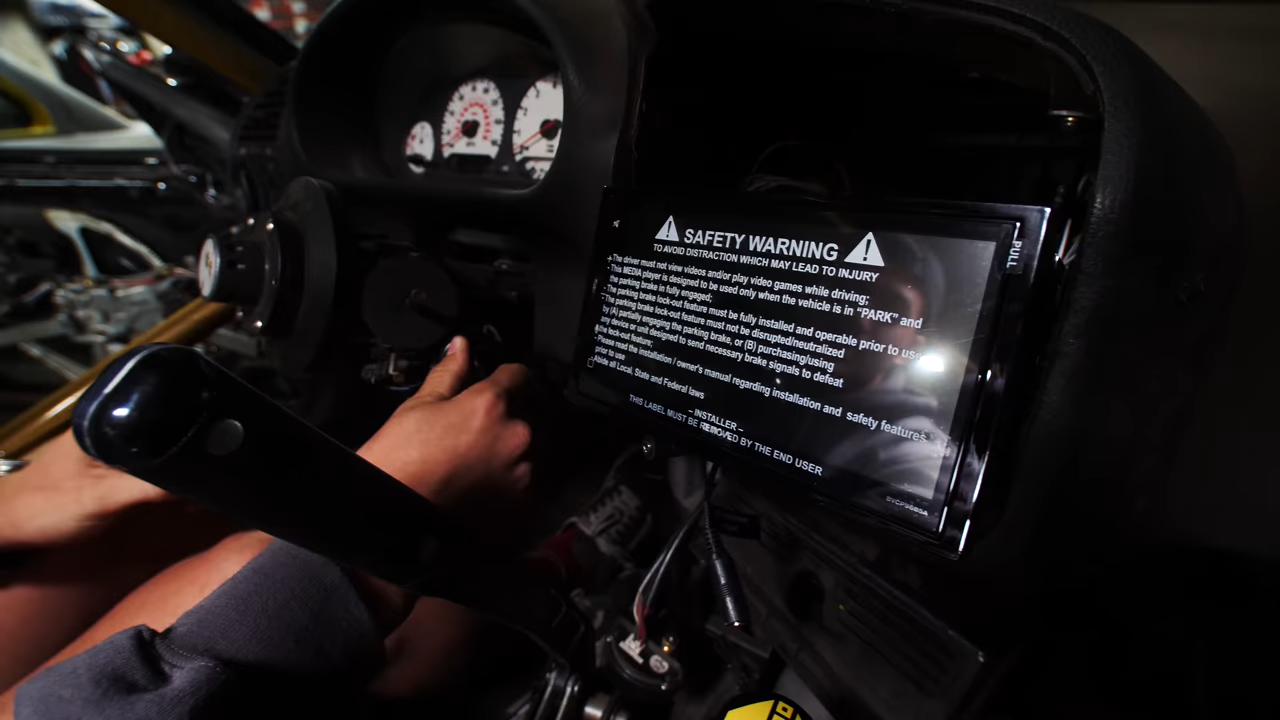 SAFETY WARNING
TO AVOID DISTRACTION WHICH MAY LEAD TO INJURY
- The driver must not view videos and/or play video games while driving;
- This MEDIA player is designed to be used only when the vehicle is in "PARK" and
the parking brake in fully engaged;
- The parking brake lock-out feature must be fully installed and operable prior to use
- The parking brake lock-out feature must not be disrupted/neutralized
by (A) partially engaging the parking brake, or (B) purchasing/using
any device or unit designed to send necessary brake signals to defeat
the lock-out feature;
- Please read the installation / owner's manual regarding installation and safety features
prior to use
Abide all Local, State and Federal laws
– INSTALLER –
THIS LABEL MUST BE REMOVED BY THE END USER
PULL